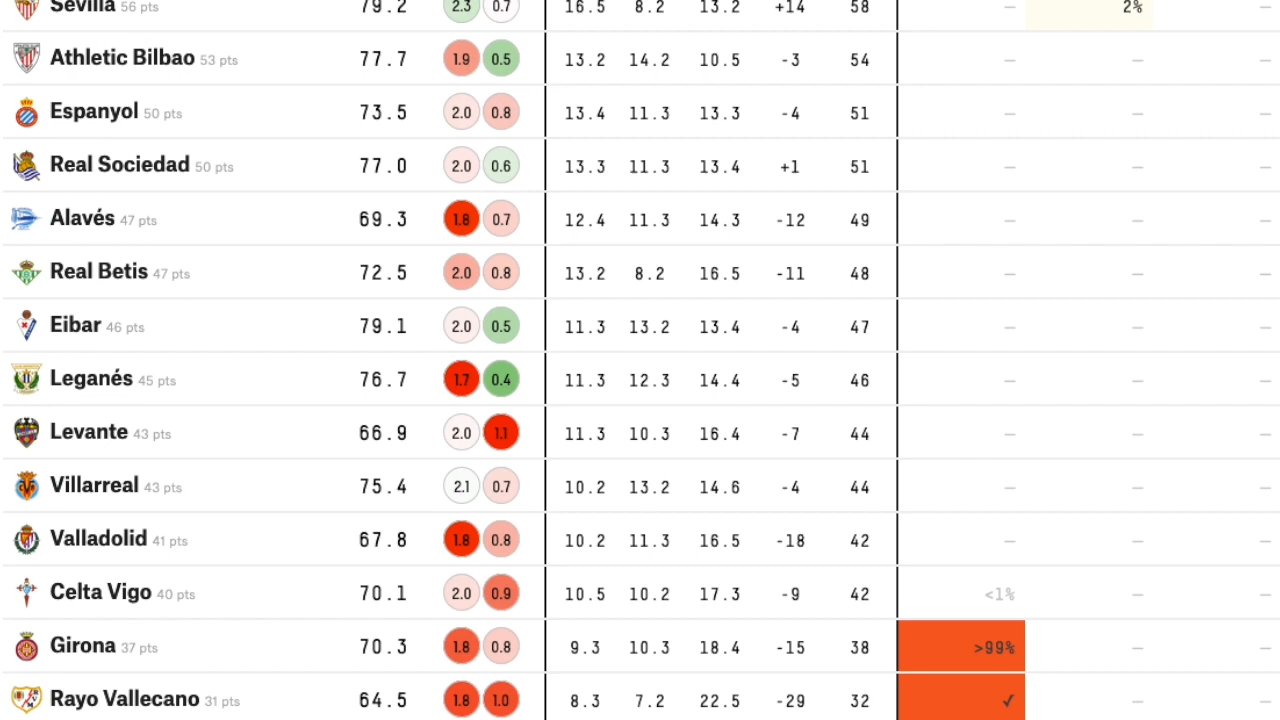 Sevilla 56 pts 79.2 2.3 0.7 16.5 8.2 13.2 +14 58 — 2% —
Athletic Bilbao 53 pts 77.7 1.9 0.5 13.2 14.2 10.5 -3 54 — — —
Espanyol 50 pts 73.5 2.0 0.8 13.4 11.3 13.3 -4 51 — — —
Real Sociedad 50 pts 77.0 2.0 0.6 13.3 11.3 13.4 +1 51 — — —
Alavés 47 pts 69.3 1.8 0.7 12.4 11.3 14.3 -12 49 — — —
Real Betis 47 pts 72.5 2.0 0.8 13.2 8.2 16.5 -11 48 — — —
Eibar 46 pts 79.1 2.0 0.5 11.3 13.2 13.4 -4 47 — — —
Leganés 45 pts 76.7 1.7 0.4 11.3 12.3 14.4 -5 46 — — —
Levante 43 pts 66.9 2.0 1.1 11.3 10.3 16.4 -7 44 — — —
Villarreal 43 pts 75.4 2.1 0.7 10.2 13.2 14.6 -4 44 — — —
Valladolid 41 pts 67.8 1.8 0.8 10.2 11.3 16.5 -18 42 — — —
Celta Vigo 40 pts 70.1 2.0 0.9 10.5 10.2 17.3 -9 42 <1% — —
Girona 37 pts 70.3 1.8 0.8 9.3 10.3 18.4 -15 38 >99% — —
Rayo Vallecano 31 pts 64.5 1.8 1.0 8.3 7.2 22.5 -29 32 ✓ — —